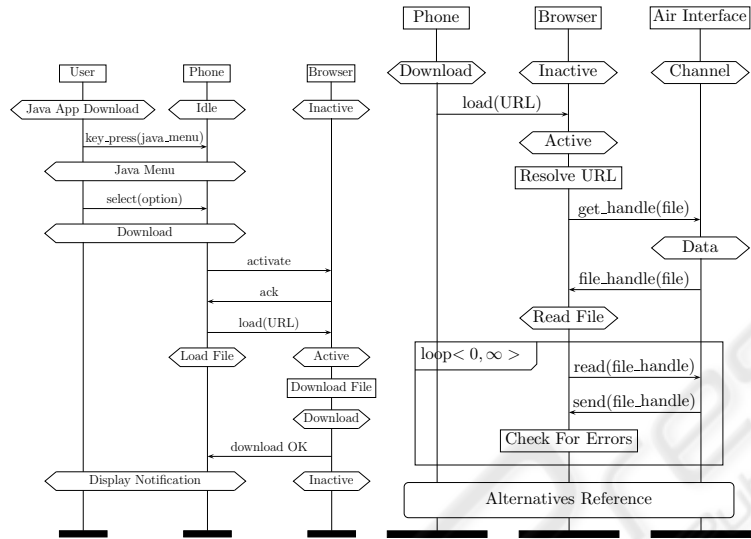 User Phone Browser
Java App Download Idle Inactive
key_press(java_menu)
Java Menu
select(option)
Download
activate
ack
load(URL)
Load File Active
Download File
Download
download OK
Display Notification Inactive
Phone Browser Air Interface
Download Inactive Channel
load(URL)
Active
Resolve URL
get_handle(file)
Data
file_handle(file)
Read File
loop< 0, ∞ >
read(file_handle)
send(file_handle)
Check For Errors
Alternatives Reference